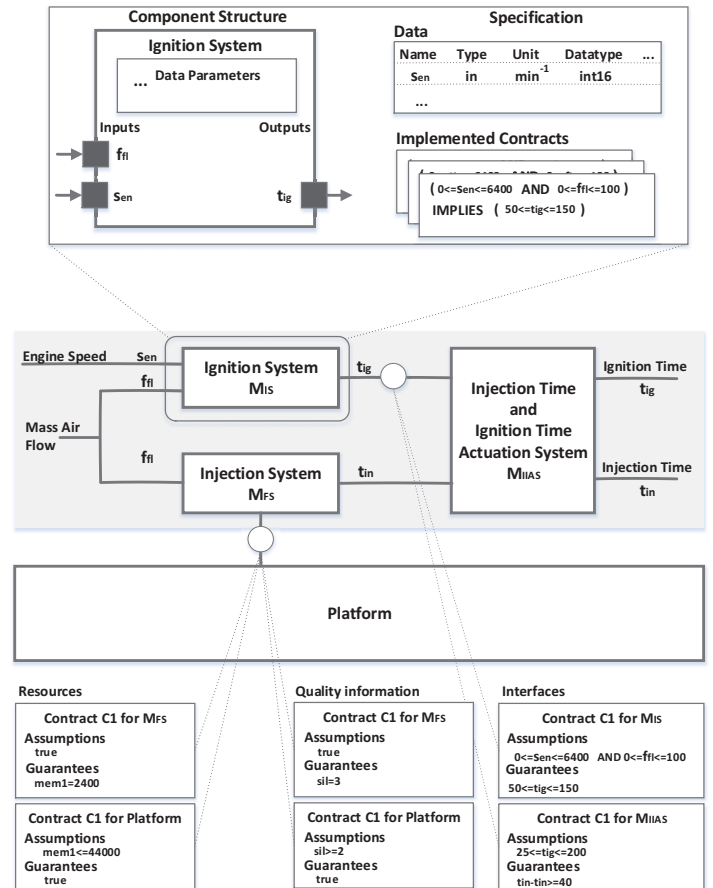 Component Structure
Specification
Ignition System
... Data Parameters
Inputs
Outputs
ffl
sen
tig
Data
Name Type Unit Datatype ...
sen in min-1 int16
...
Implemented Contracts
( 0<=sen<=6400 AND 0<=ffl<=100 )
IMPLIES ( 50<=tig<=150 )
Engine Speed
sen
ffl
Mass Air
Flow
ffl
Ignition System
MIS
tig
Injection System
MFS
tin
Injection Time
and
Ignition Time
Actuation System
MIIAS
Ignition Time
tig
Injection Time
tin
Platform
Resources
Contract C1 for MFS
Assumptions
true
Guarantees
mem1=2400
Contract C1 for Platform
Assumptions
mem1<=44000
Guarantees
true
Quality information
Contract C1 for MFS
Assumptions
true
Guarantees
sil=3
Contract C1 for Platform
Assumptions
sil>=2
Guarantees
true
Interfaces
Contract C1 for MIS
Assumptions
0<=sen<=6400 AND 0<=ffl<=100
Guarantees
50<=tig<=150
Contract C1 for MIIAS
Assumptions
25<=tig<=200
Guarantees
tin-tin>=40